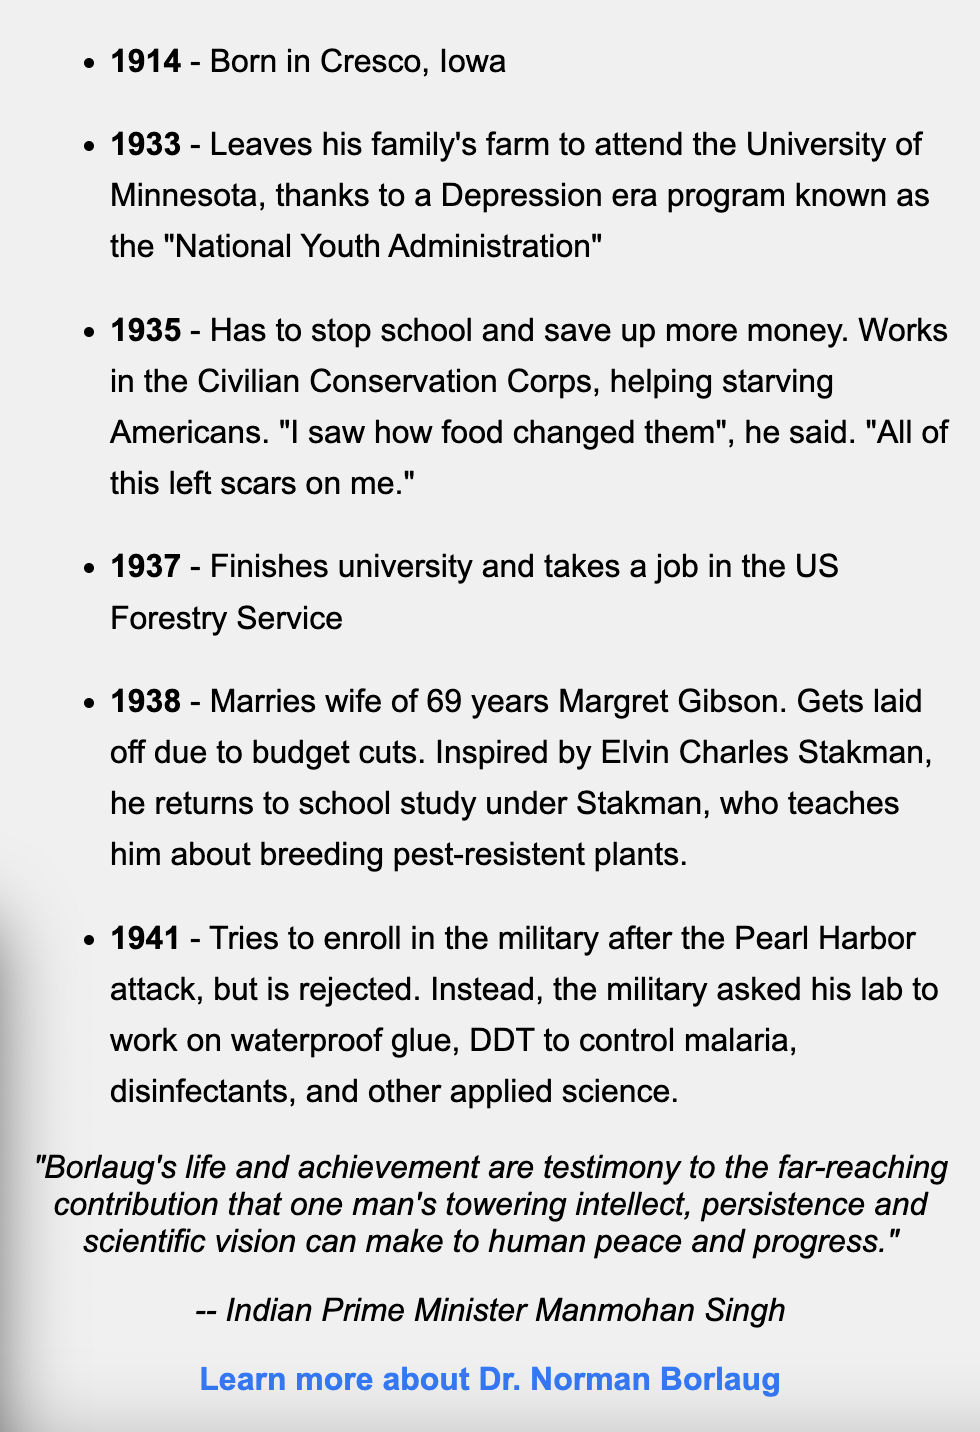 1914 - Born in Cresco, Iowa
1933 - Leaves his family's farm to attend the University of
Minnesota, thanks to a Depression era program known as
the "National Youth Administration"
1935 - Has to stop school and save up more money. Works
in the Civilian Conservation Corps, helping starving
Americans. "I saw how food changed them", he said. "All of
this left scars on me."
1937 - Finishes university and takes a job in the US
Forestry Service
1938 - Marries wife of 69 years Margret Gibson. Gets laid
off due to budget cuts. Inspired by Elvin Charles Stakman,
he returns to school study under Stakman, who teaches
him about breeding pest-resistent plants.
1941 - Tries to enroll in the military after the Pearl Harbor
attack, but is rejected. Instead, the military asked his lab to
work on waterproof glue, DDT to control malaria,
disinfectants, and other applied science.
"Borlaug's life and achievement are testimony to the far-reaching
contribution that one man's towering intellect, persistence and
scientific vision can make to human peace and progress."
-- Indian Prime Minister Manmohan Singh
Learn more about Dr. Norman Borlaug